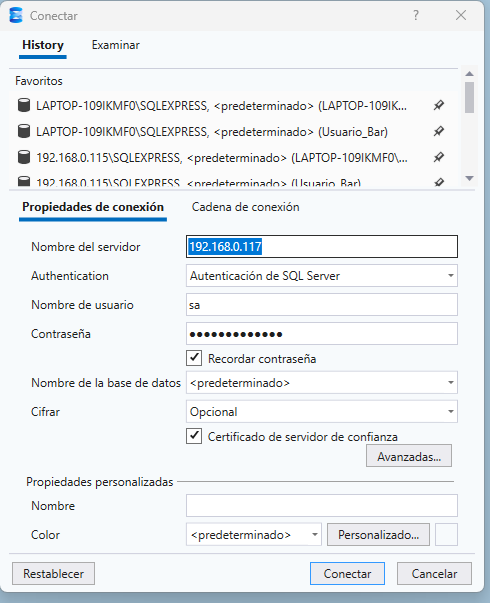 Conectar
History Examinar
Favoritos
LAPTOP-109IKMF0\SQLEXPRESS, <predeterminado> (LAPTOP-109IK...
LAPTOP-109IKMF0\SQLEXPRESS, <predeterminado> (Usuario_Bar)
192.168.0.115\SQLEXPRESS, <predeterminado> (LAPTOP-109IKMF0\...
192.168.0.115\SQLEXPRESS, <predeterminado> (Usuario_Bar)
Propiedades de conexión Cadena de conexión
Nombre del servidor 192.168.0.117
Authentication Autenticación de SQL Server
Nombre de usuario sa
Contraseña ●●●●●●●●●●●●●
Recordar contraseña
Nombre de la base de datos <predeterminado>
Cifrar Opcional
Certificado de servidor de confianza
Avanzadas...
Propiedades personalizadas
Nombre
Color <predeterminado> Personalizado...
Restablecer Conectar Cancelar